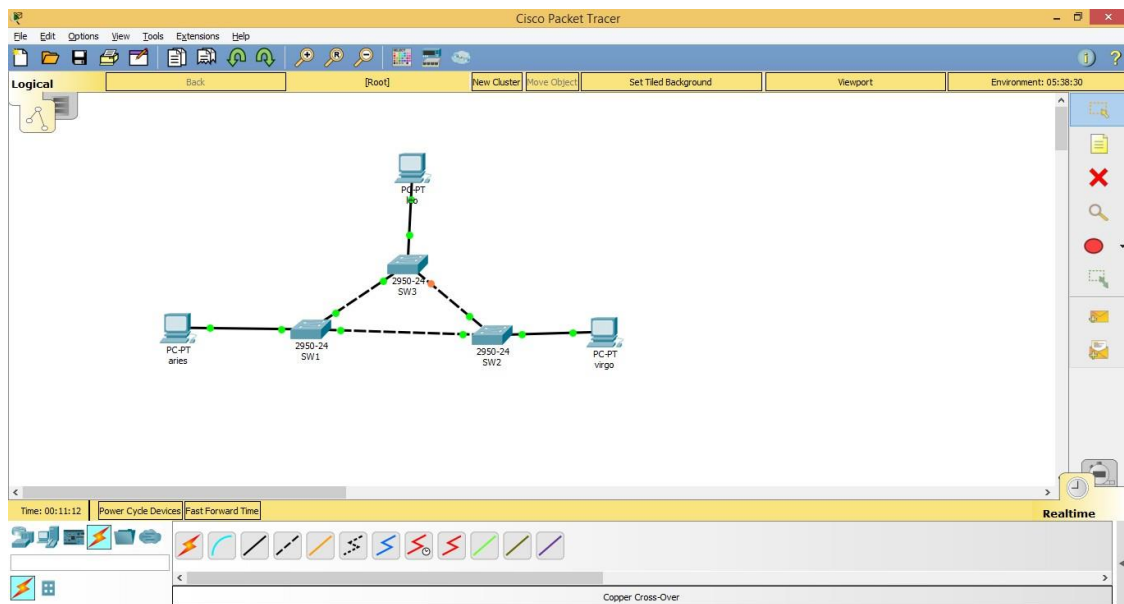 Cisco Packet Tracer
File Edit Options View Tools Extensions Help
Logical Back [Root] New Cluster Move Object Set Tiled Background Viewport Environment: 05:38:30
PC-PT
leo
2950-24
SW3
2950-24
SW1
2950-24
SW2
PC-PT
aries
PC-PT
virgo
Time: 00:11:12 Power Cycle Devices Fast Forward Time Realtime
Copper Cross-Over